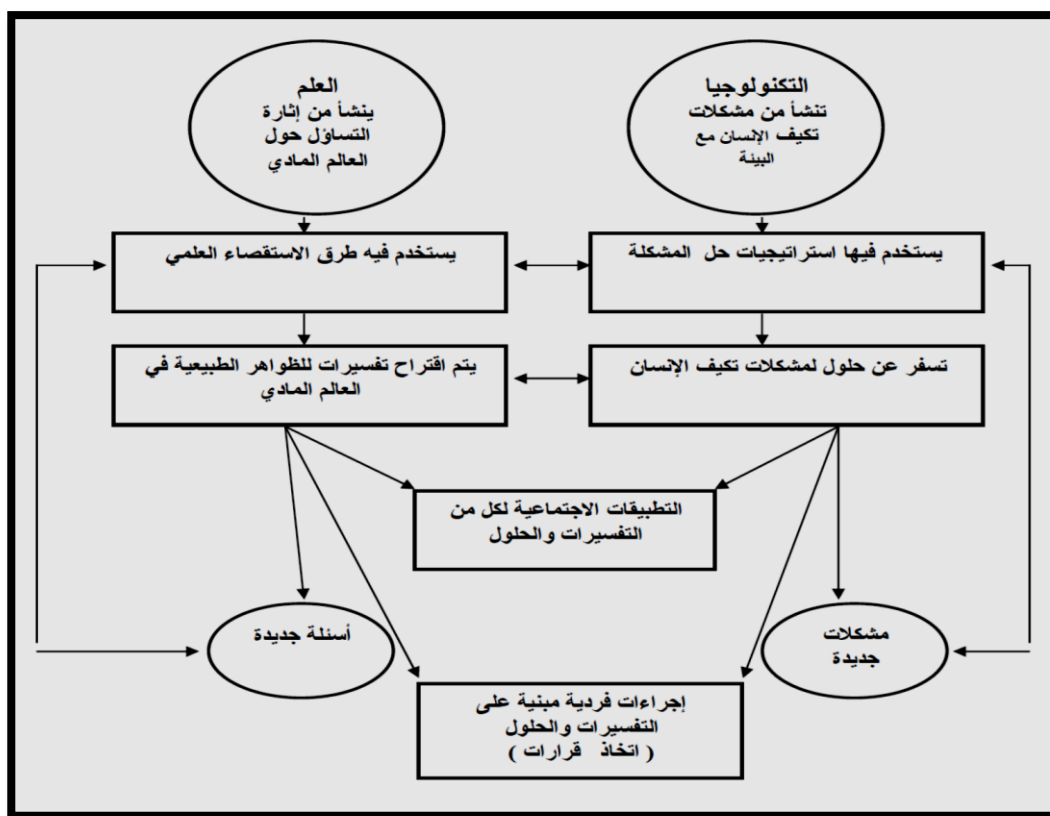 التكنولوجيا
تنشأ من مشكلات
تكيف الإنسان مع
البيئة
العلم
ينشأ من إثارة
التساؤل حول
العالم المادي
يستخدم فيها استراتيجيات حل المشكلة
يستخدم فيه طرق الاستقصاء العلمي
تسفر عن حلول لمشكلات تكيف الإنسان
يتم اقتراح تفسيرات للظواهر الطبيعية في
العالم المادي
التطبيقات الاجتماعية لكل من
التفسيرات والحلول
مشكلات
جديدة
أسئلة جديدة
إجراءات فردية مبنية على
التفسيرات والحلول
( اتخاذ قرارات )